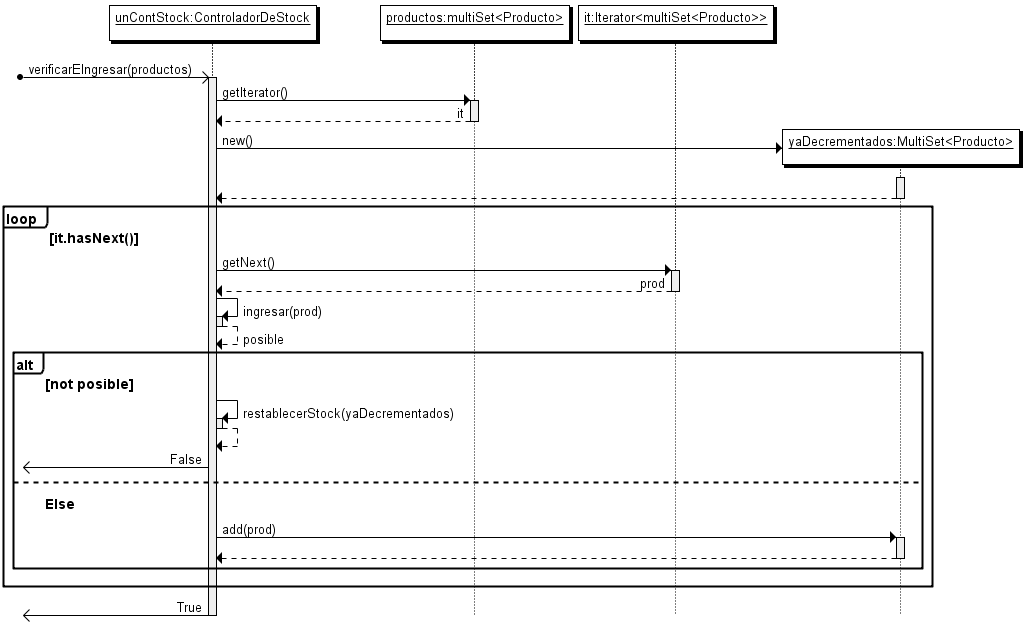 unContStock:ControladorDeStock
productos:multiSet<Producto>
it:Iterator<multiSet<Producto>>
verificarEIngresar(productos)
getIterator()
it
new()
yaDecrementados:MultiSet<Producto>
loop
[it.hasNext()]
getNext()
prod
ingresar(prod)
posible
alt
[not posible]
restablecerStock(yaDecrementados)
False
Else
add(prod)
True